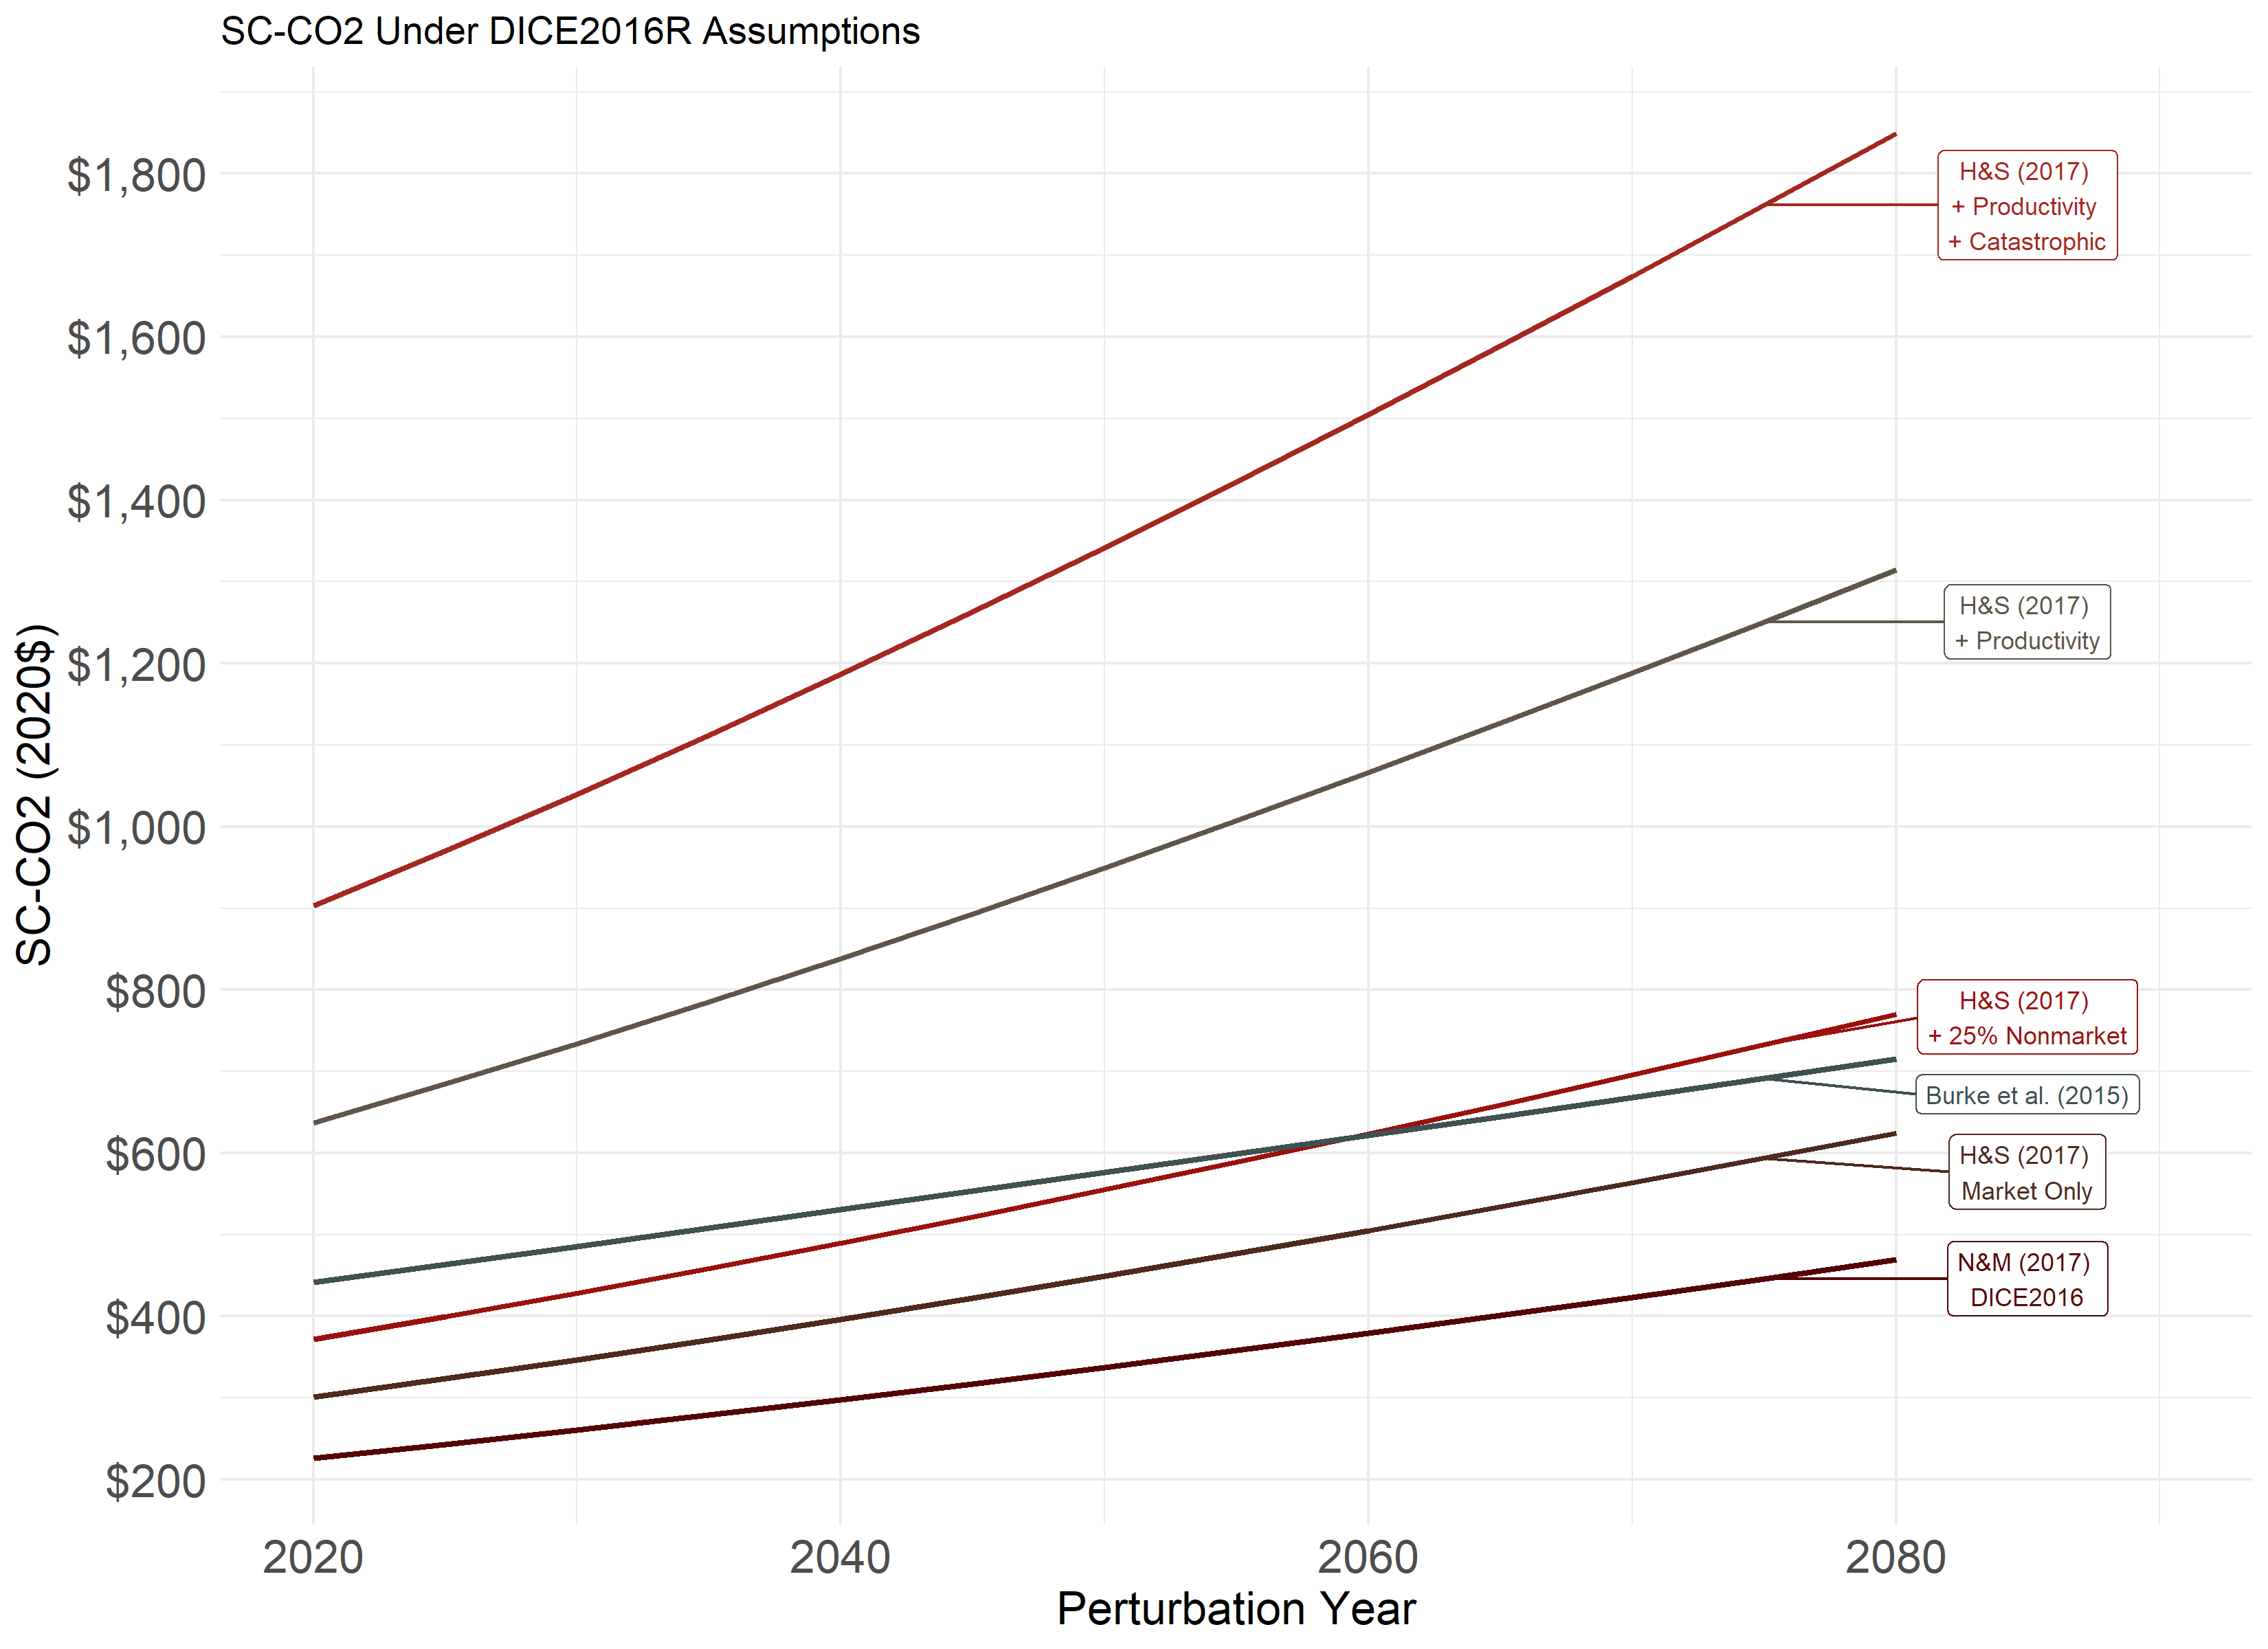 SC-CO2 Under DICE2016R Assumptions
SC-CO2 (2020$)
$1,800
$1,600
$1,400
$1,200
$1,000
$800
$600
$400
$200
H&S (2017)
+ Productivity
+ Catastrophic
H&S (2017)
+ Productivity
H&S (2017)
+ 25% Nonmarket
Burke et al. (2015)
H&S (2017)
Market Only
N&M (2017)
DICE2016
2020
2040
2060
2080
Perturbation Year